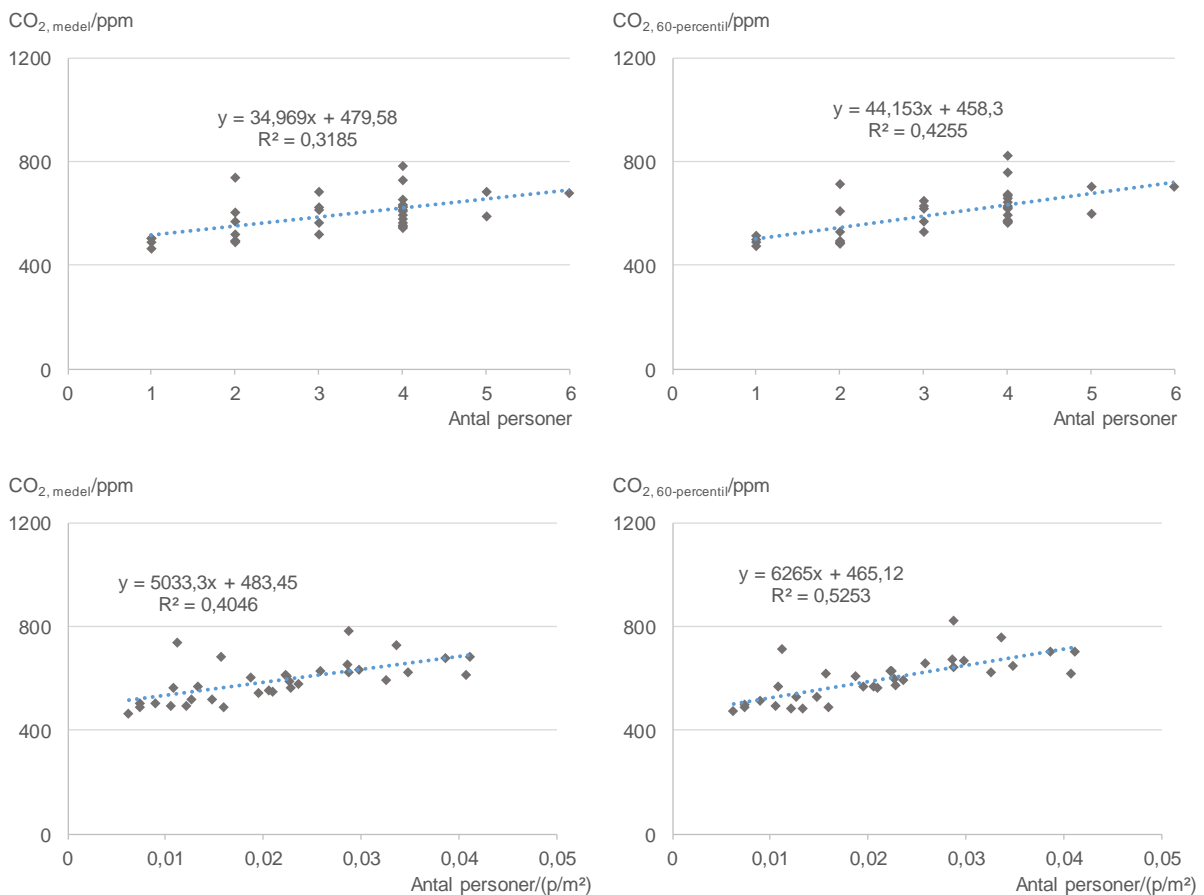 CO2, medel/ppm
1200
y = 34,969x + 479,58
R² = 0,3185
800
400
0
0 1 2 3 4 5 6
Antal personer
CO2, 60-percentil/ppm
1200
y = 44,153x + 458,3
R² = 0,4255
800
400
0
0 1 2 3 4 5 6
Antal personer
CO2, medel/ppm
1200
y = 5033,3x + 483,45
R² = 0,4046
800
400
0
0 0,01 0,02 0,03 0,04 0,05
Antal personer/(p/m²)
CO2, 60-percentil/ppm
1200
y = 6265x + 465,12
R² = 0,5253
800
400
0
0 0,01 0,02 0,03 0,04 0,05
Antal personer/(p/m²)